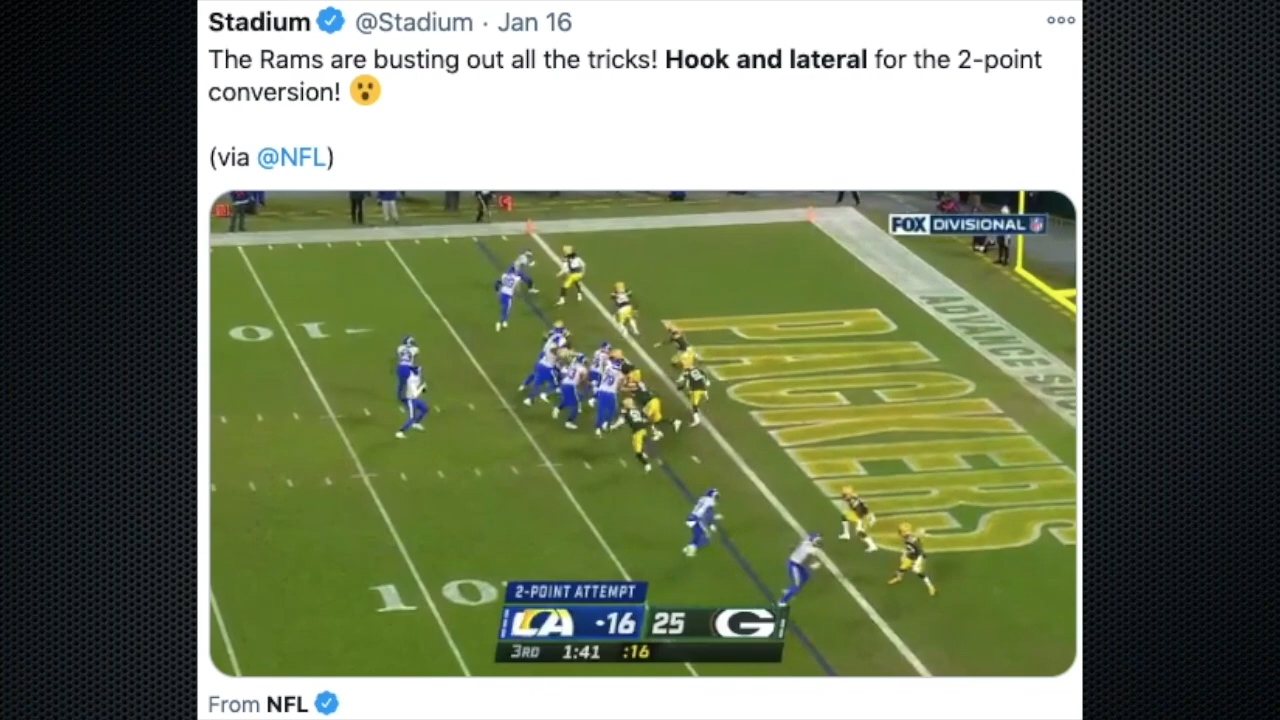 Stadium @Stadium · Jan 16
The Rams are busting out all the tricks! Hook and lateral for the 2-point
conversion! 😮
(via @NFL)
FOX DIVISIONAL NFL
10
PACKERS
10
2-POINT ATTEMPT
LA 16 25 G
3RD 1:41 :16
From NFL